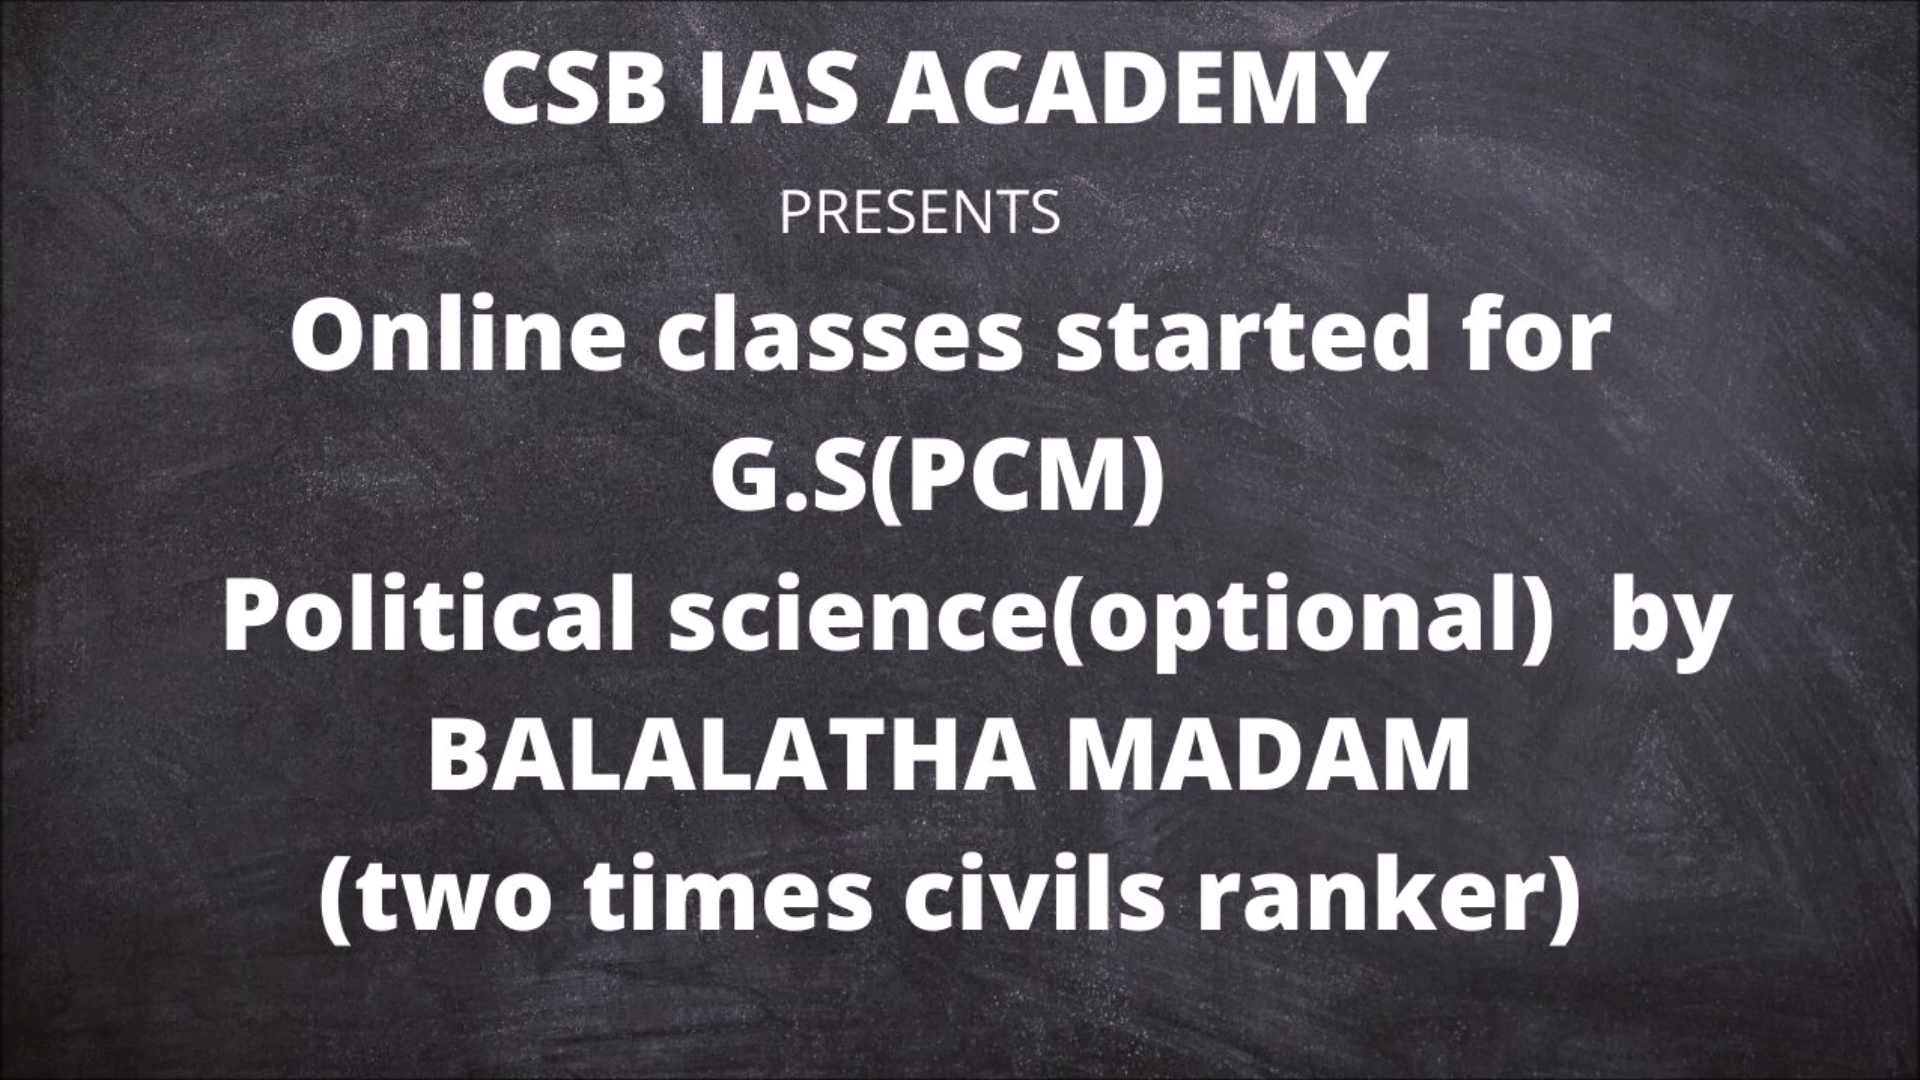 CSB IAS ACADEMY
PRESENTS
Online classes started for
G.S(PCM)
Political science(optional)  by
BALALATHA MADAM
(two times civils ranker)